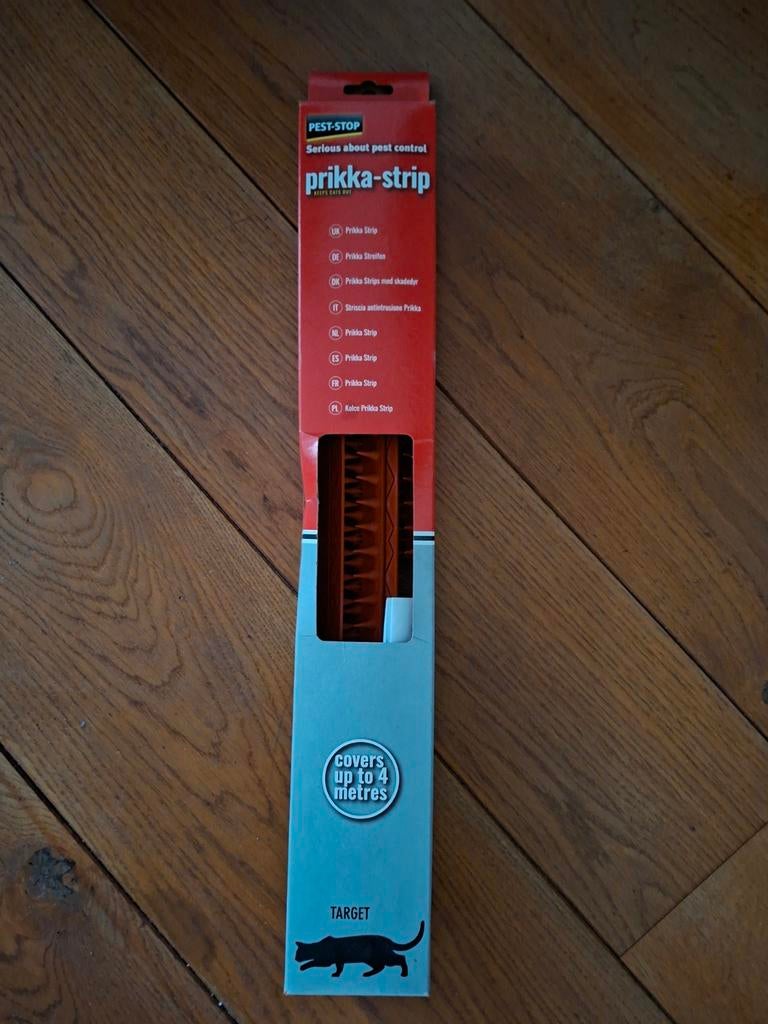 PEST-STOP
Serious about pest control
prikka-strip
KEEPS CATS OUT
UK Prikka Strip
DE Prikka Streifen
DK Prikka Strips mod skadedyr
IT Striscia antintrusione Prikka
NL Prikka Strip
ES Prikka Strip
FR Prikka Strip
PL Kolce Prikka Strip
covers
up to 4
metres
TARGET